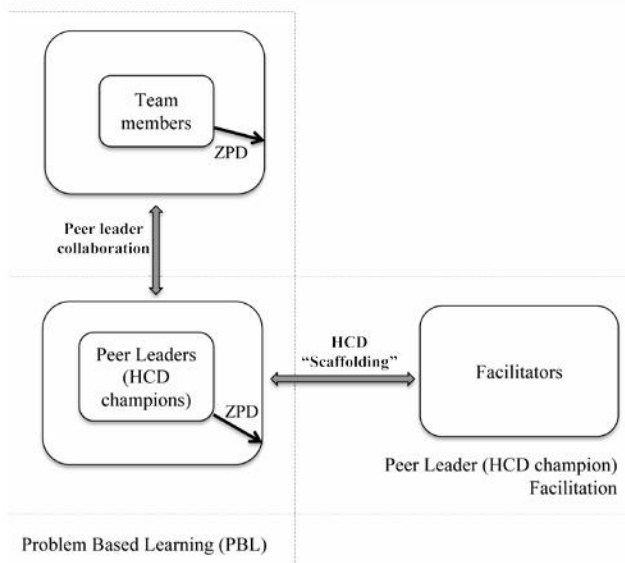 Team
members
ZPD
Peer leader
collaboration
Peer Leaders
(HCD
champions)
ZPD
HCD
“Scaffolding”
Facilitators
Peer Leader (HCD champion)
Facilitation
Problem Based Learning (PBL)